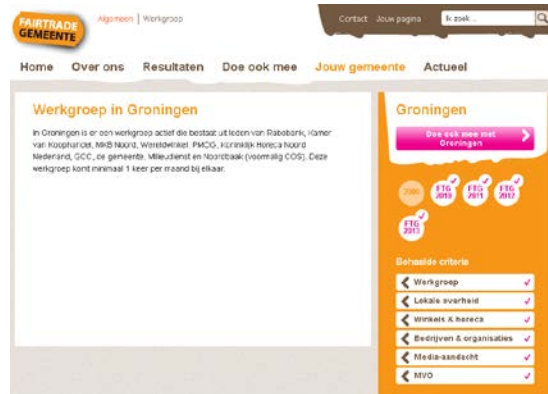 FAIRTRADE
GEMEENTE
Algemeen | Werkgroep
Contact Jouw pagina Ik zoek ...
Home Over ons Resultaten Doe ook mee Jouw gemeente Actueel
Werkgroep in Groningen
In Groningen is er een werkgroep actief die bestaat uit leden van Rabobank, Kamer
van Koophandel, MKB Noord, Wereldwinkel, PMCG, Koninklijk Horeca Noord
Nederland, GCC, de gemeente, Milieudienst en Noordbaak (voormalig COS). Deze
werkgroep komt minimaal 1 keer per maand bij elkaar.
Groningen
Doe ook mee met
Groningen
2009
FTG
2010
FTG
2011
FTG
2012
FTG
2013
Behaalde criteria
Werkgroep
Lokale overheid
Winkels & horeca
Bedrijven & organisaties
Media-aandacht
MVO